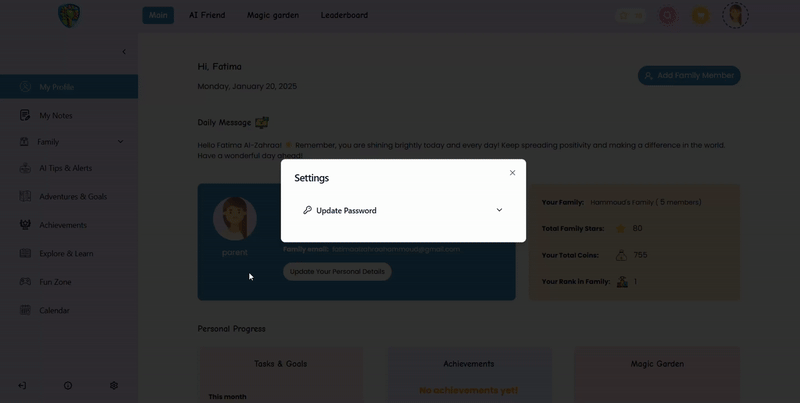 Main
AI Friend
Magic garden
Leaderboard
My Profile
My Notes
Family
AI Tips & Alerts
Adventures & Goals
Achievements
Explore & Learn
Fun Zone
Calendar
Hi, Fatima
Monday, January 20, 2025
Add Family Member
Daily Message
Hello Fatima Al-Zahraa! Remember, you are shining brightly today and every day! Keep spreading positivity and making a difference in the world.
Have a wonderful day ahead!
Settings
Update Password
parent
Family email:
Update Your Personal Details
Your Family: Hammoud's Family ( 5 members)
Total Family Stars: 80
Your Total Coins: 755
Your Rank in Family: 1
Personal Progress
Tasks & Goals
This month
Achievements
No achievements yet!
Magic Garden